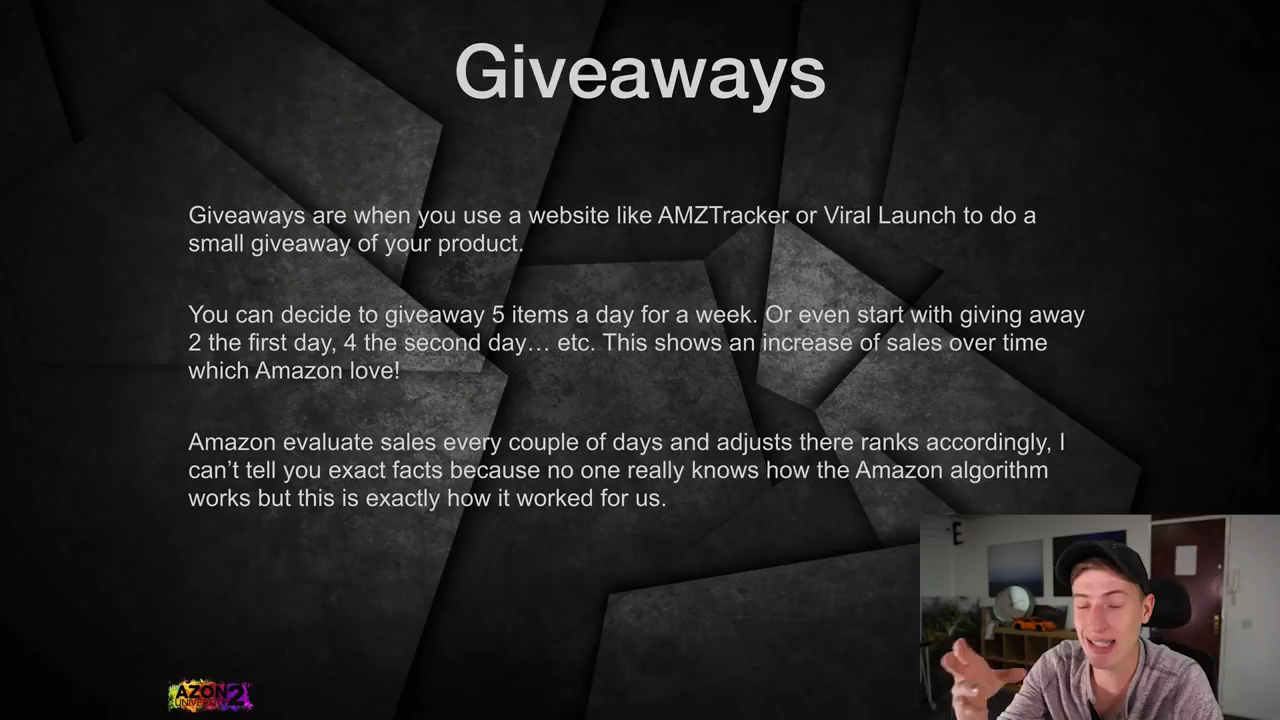 Giveaways
Giveaways are when you use a website like AMZTracker or Viral Launch to do a
small giveaway of your product.
You can decide to giveaway 5 items a day for a week. Or even start with giving away
2 the first day, 4 the second day… etc. This shows an increase of sales over time
which Amazon love!
Amazon evaluate sales every couple of days and adjusts there ranks accordingly, I
can’t tell you exact facts because no one really knows how the Amazon algorithm
works but this is exactly how it worked for us.
E
AZON
UNIVERSITY
2